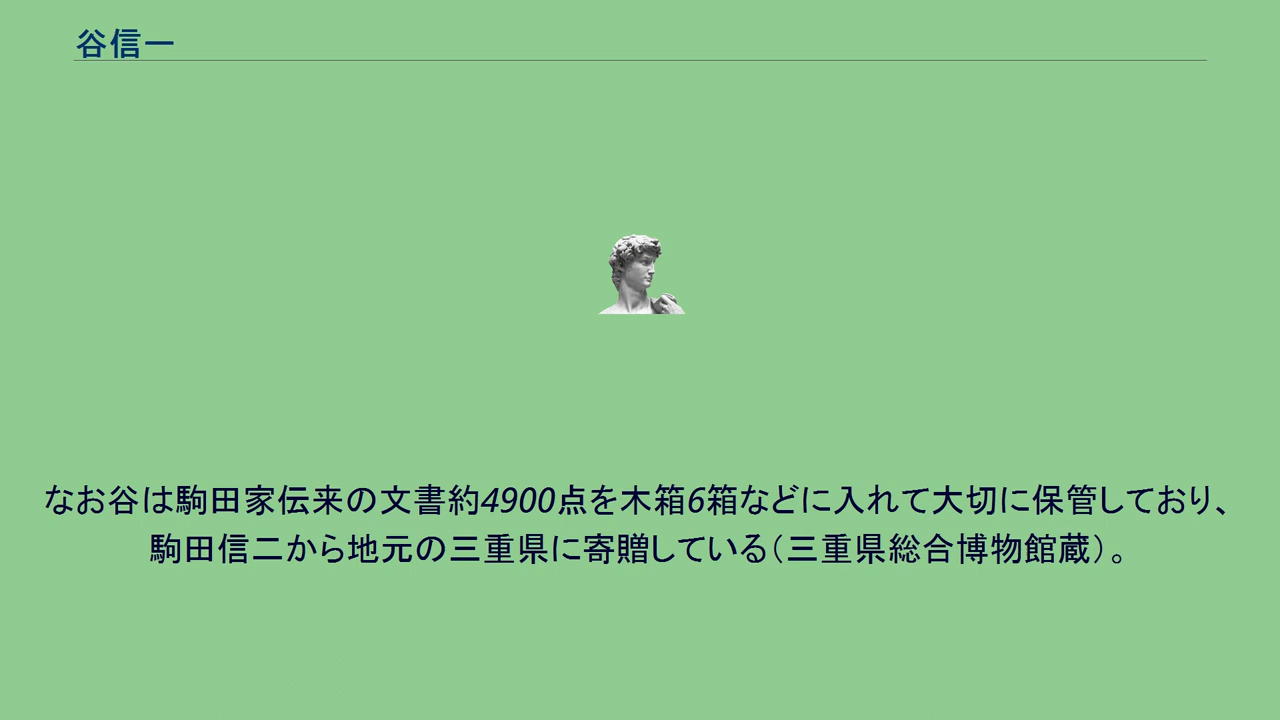 谷信一
なお谷は駒田家伝来の文書約4900点を木箱6箱などに入れて大切に保管しており、
駒田信二から地元の三重県に寄贈している（三重県総合博物館蔵）。